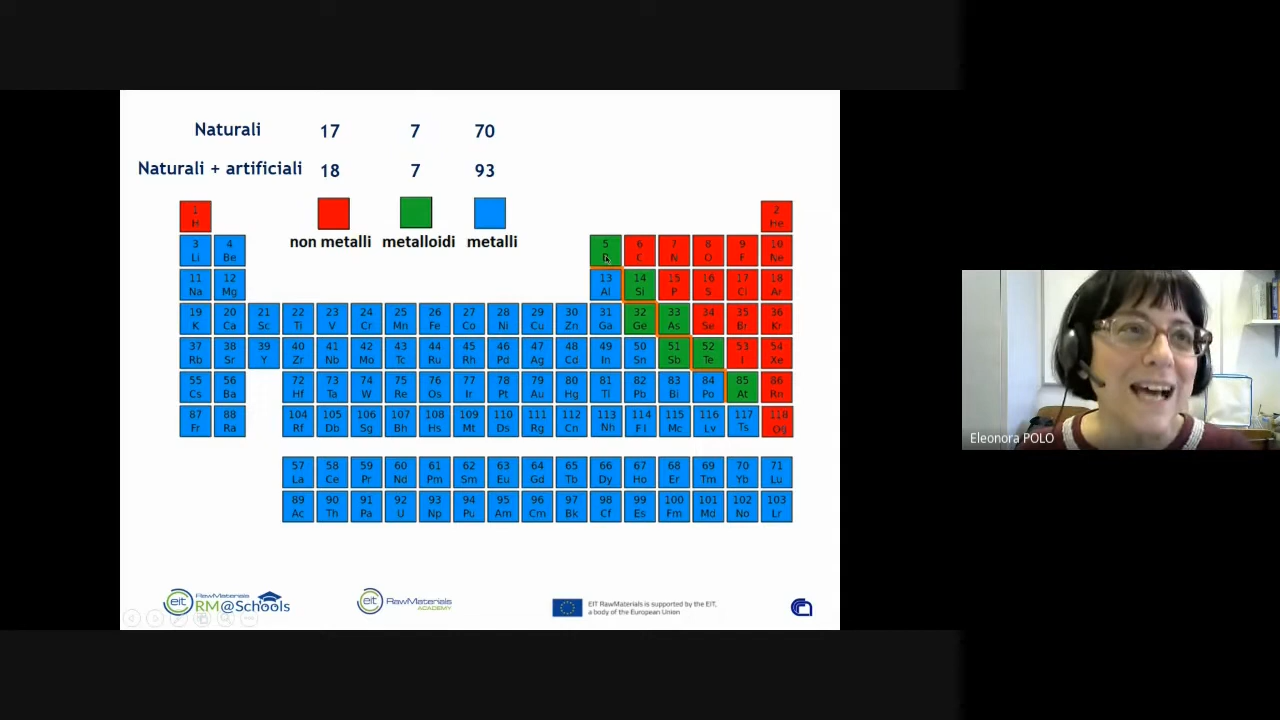 Naturali 17 7 70
Naturali + artificiali 18 7 93
non metalli metalloidi metalli
1 2
H He
3 4 5 6 7 8 9 10
Li Be B C N O F Ne
11 12 13 14 15 16 17 18
Na Mg Al Si P S Cl Ar
19 20 21 22 23 24 25 26 27 28 29 30 31 32 33 34 35 36
K Ca Sc Ti V Cr Mn Fe Co Ni Cu Zn Ga Ge As Se Br Kr
37 38 39 40 41 42 43 44 45 46 47 48 49 50 51 52 53 54
Rb Sr Y Zr Nb Mo Tc Ru Rh Pd Ag Cd In Sn Sb Te I Xe
55 56 72 73 74 75 76 77 78 79 80 81 82 83 84 85 86
Cs Ba Hf Ta W Re Os Ir Pt Au Hg Tl Pb Bi Po At Rn
87 88 104 105 106 107 108 109 110 111 112 113 114 115 116 117 118
Fr Ra Rf Db Sg Bh Hs Mt Ds Rg Cn Nh Fl Mc Lv Ts Og
57 58 59 60 61 62 63 64 65 66 67 68 69 70 71
La Ce Pr Nd Pm Sm Eu Gd Tb Dy Ho Er Tm Yb Lu
89 90 91 92 93 94 95 96 97 98 99 100 101 102 103
Ac Th Pa U Np Pu Am Cm Bk Cf Es Fm Md No Lr
eit RawMaterials
RM@Schools
eit RawMaterials
ACADEMY
EIT RawMaterials is supported by the EIT,
a body of the European Union
Eleonora POLO